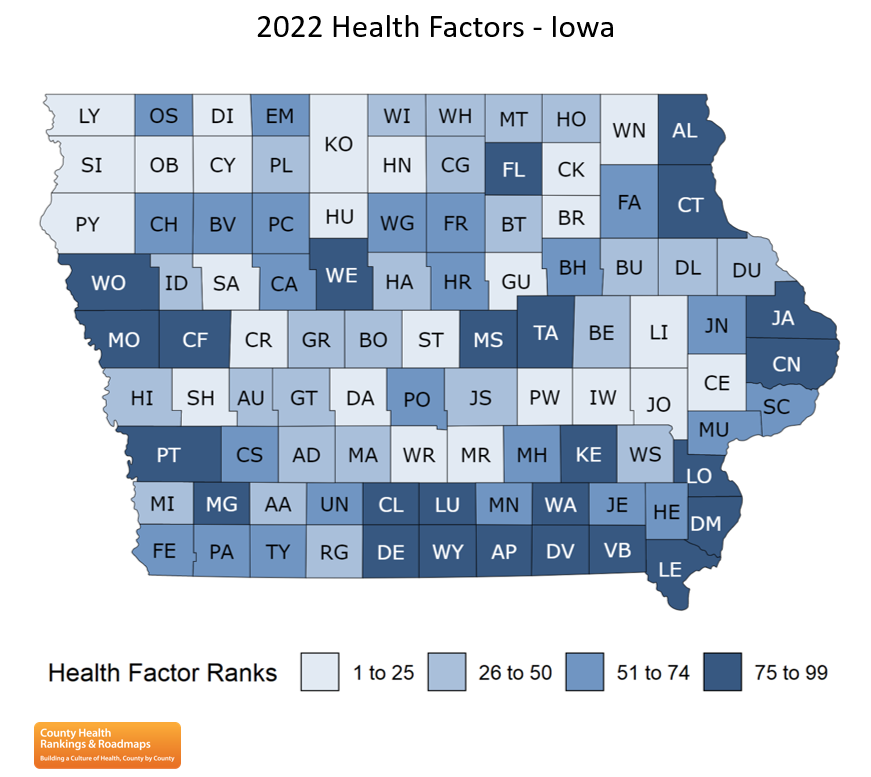 2022 Health Factors - Iowa
LY OS DI EM KO WI WH MT HO WN AL
SI OB CY PL HN CG FL CK
PY CH BV PC HU WG FR BT BR FA CT
WO ID SA CA WE HA HR GU BH BU DL DU
MO CF CR GR BO ST MS TA BE LI JN JA
CN
HI SH AU GT DA PO JS PW IW JO CE SC
MU
PT CS AD MA WR MR MH KE WS LO
MI MG AA UN CL LU MN WA JE HE DM
FE PA TY RG DE WY AP DV VB LE
Health Factor Ranks 1 to 25 26 to 50 51 to 74 75 to 99
County Health
Rankings & Roadmaps
Building a Culture of Health, County by County